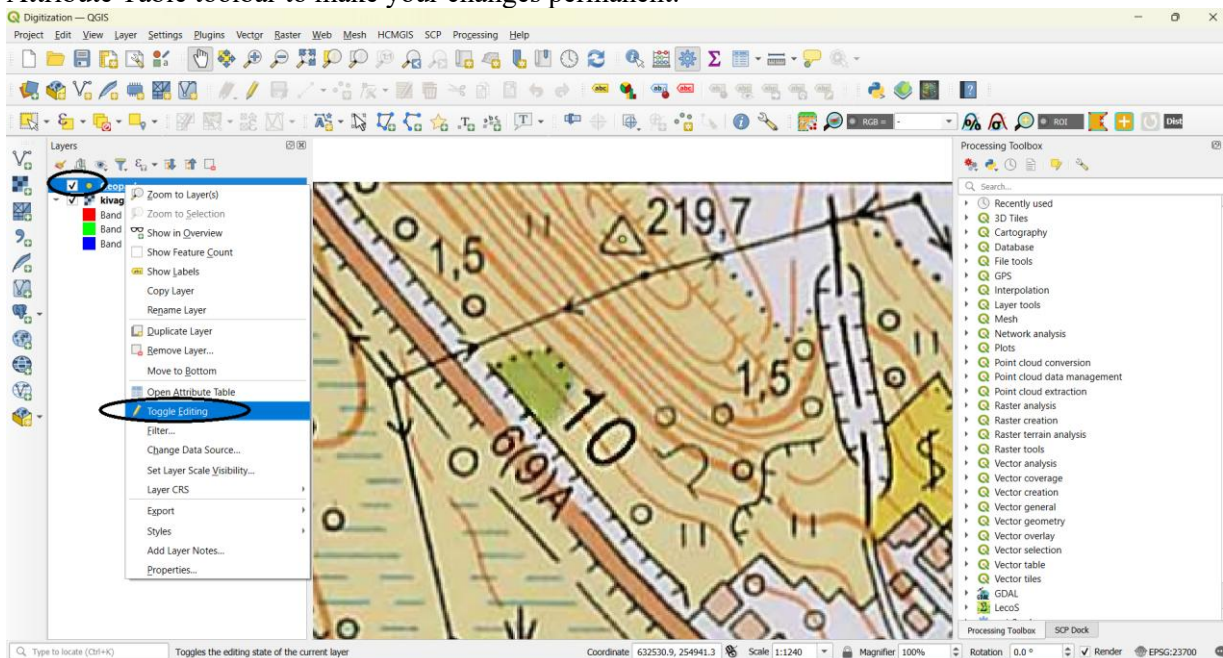 Attribute Table toolbar to make your changes permanent.
Digitization — QGIS
Project Edit View Layer Settings Plugins Vector Raster Web Mesh HCMGIS SCP Processing Help
RGB = -
ROI
Dist
Layers
kivag
Band
Band
Band
Zoom to Layer(s)
Zoom to Selection
Show in Overview
Show Feature Count
Show Labels
Copy Layer
Rename Layer
Duplicate Layer
Remove Layer...
Move to Bottom
Open Attribute Table
Toggle Editing
Filter...
Change Data Source...
Set Layer Scale Visibility...
Layer CRS
Export
Styles
Add Layer Notes...
Properties...
219,7
1,5
1,5
10
6(9)A
Processing Toolbox
Search...
Recently used
3D Tiles
Cartography
Database
File tools
GPS
Interpolation
Layer tools
Mesh
Network analysis
Plots
Point cloud conversion
Point cloud data management
Point cloud extraction
Raster analysis
Raster creation
Raster terrain analysis
Raster tools
Vector analysis
Vector coverage
Vector creation
Vector general
Vector geometry
Vector overlay
Vector selection
Vector table
Vector tiles
GDAL
LecoS
Processing Toolbox SCP Dock
Type to locate (Ctrl+K) Toggles the editing state of the current layer Coordinate 632530.9, 254941.3 Scale 1:1240 Magnifier 100% Rotation 0.0 ° Render EPSG:23700